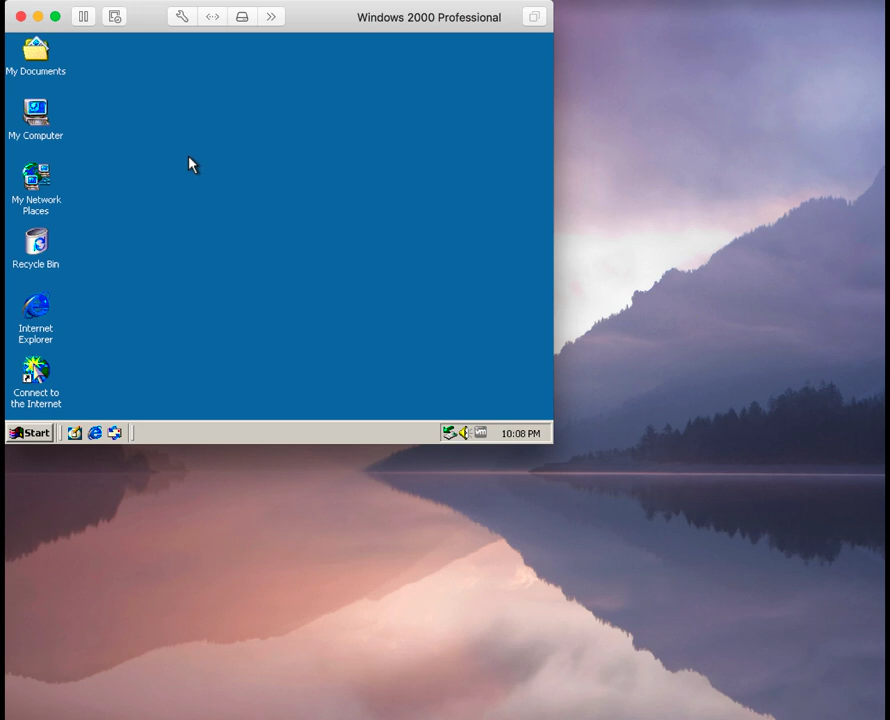 Windows 2000 Professional
My Documents
My Computer
My Network
Places
Recycle Bin
Internet
Explorer
Connect to
the Internet
Start
vm
10:08 PM